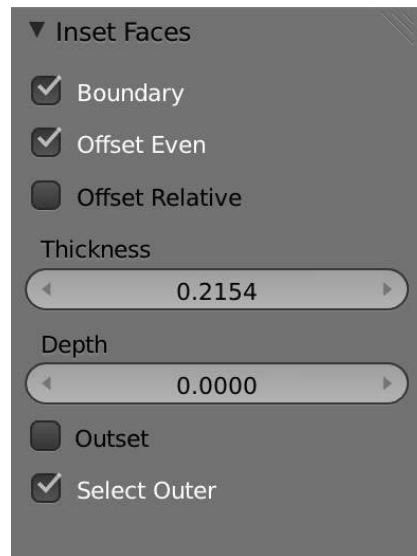 Inset Faces
Boundary
Offset Even
Offset Relative
Thickness
0.2154
Depth
0.0000
Outset
Select Outer